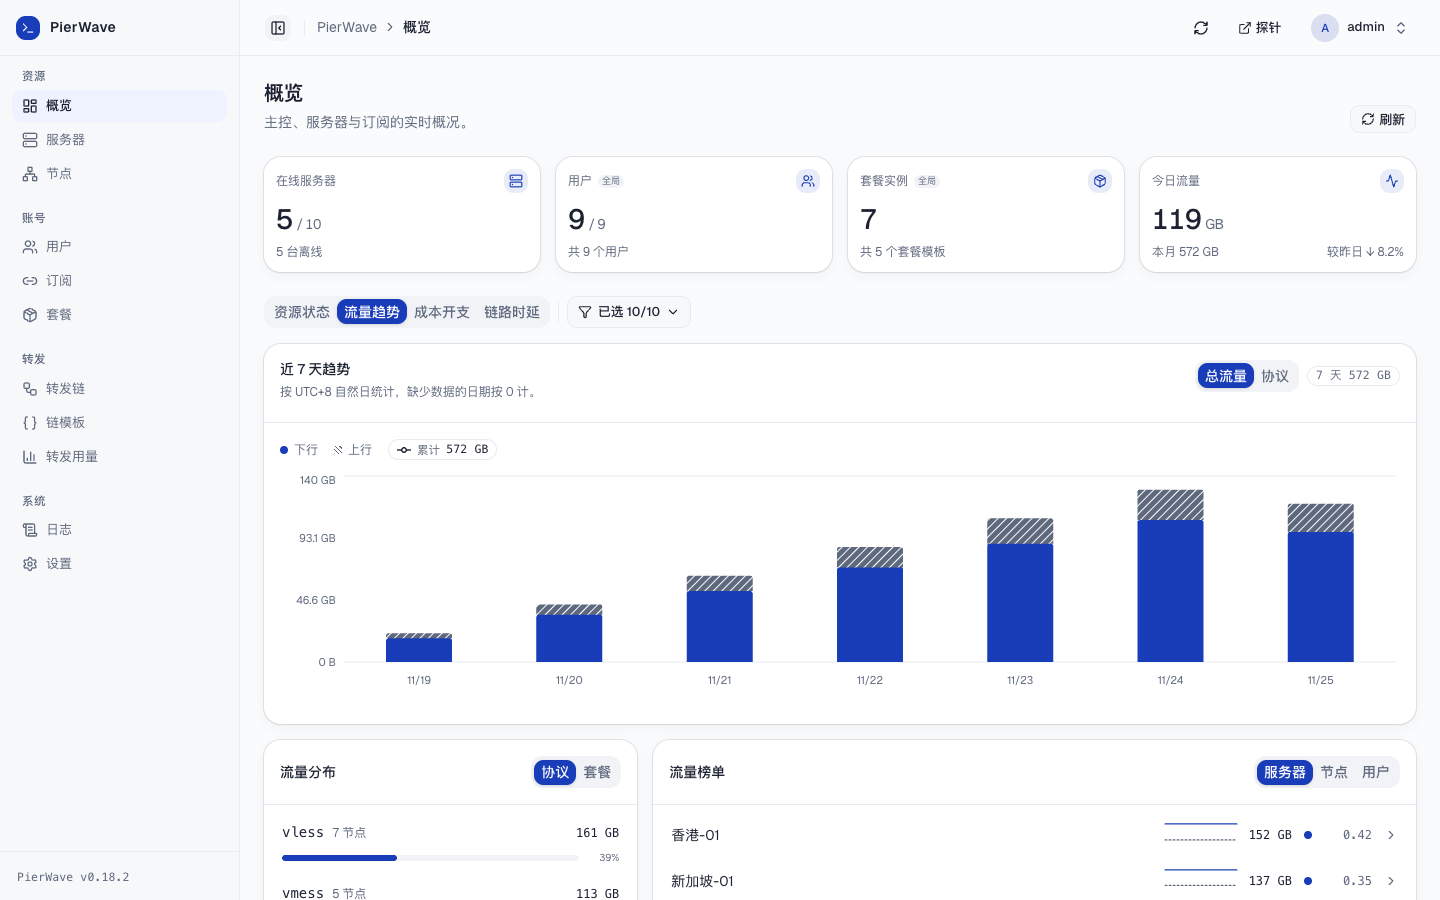 PierWave
资源
概览
服务器
节点
账号
用户
订阅
套餐
转发
转发链
链模板
转发用量
系统
日志
设置
PierWave v0.18.2
PierWave > 概览
探针
A admin
概览
主控、服务器与订阅的实时概况。
刷新
在线服务器
5 / 10
5 台离线
用户 全局
9 / 9
共 9 个用户
套餐实例 全局
7
共 5 个套餐模板
今日流量
119 GB
本月 572 GB 较昨日 ↓ 8.2%
资源状态 流量趋势 成本开支 链路时延 已选 10/10
近 7 天趋势
按 UTC+8 自然日统计，缺少数据的日期按 0 计。
总流量 协议 7 天 572 GB
下行 上行 累计 572 GB
140 GB
93.1 GB
46.6 GB
0 B
11/19 11/20 11/21 11/22 11/23 11/24 11/25
流量分布
协议 套餐
vless 7 节点 161 GB
39%
vmess 5 节点 113 GB
流量榜单
服务器 节点 用户
香港-01 152 GB 0.42
新加坡-01 137 GB 0.35